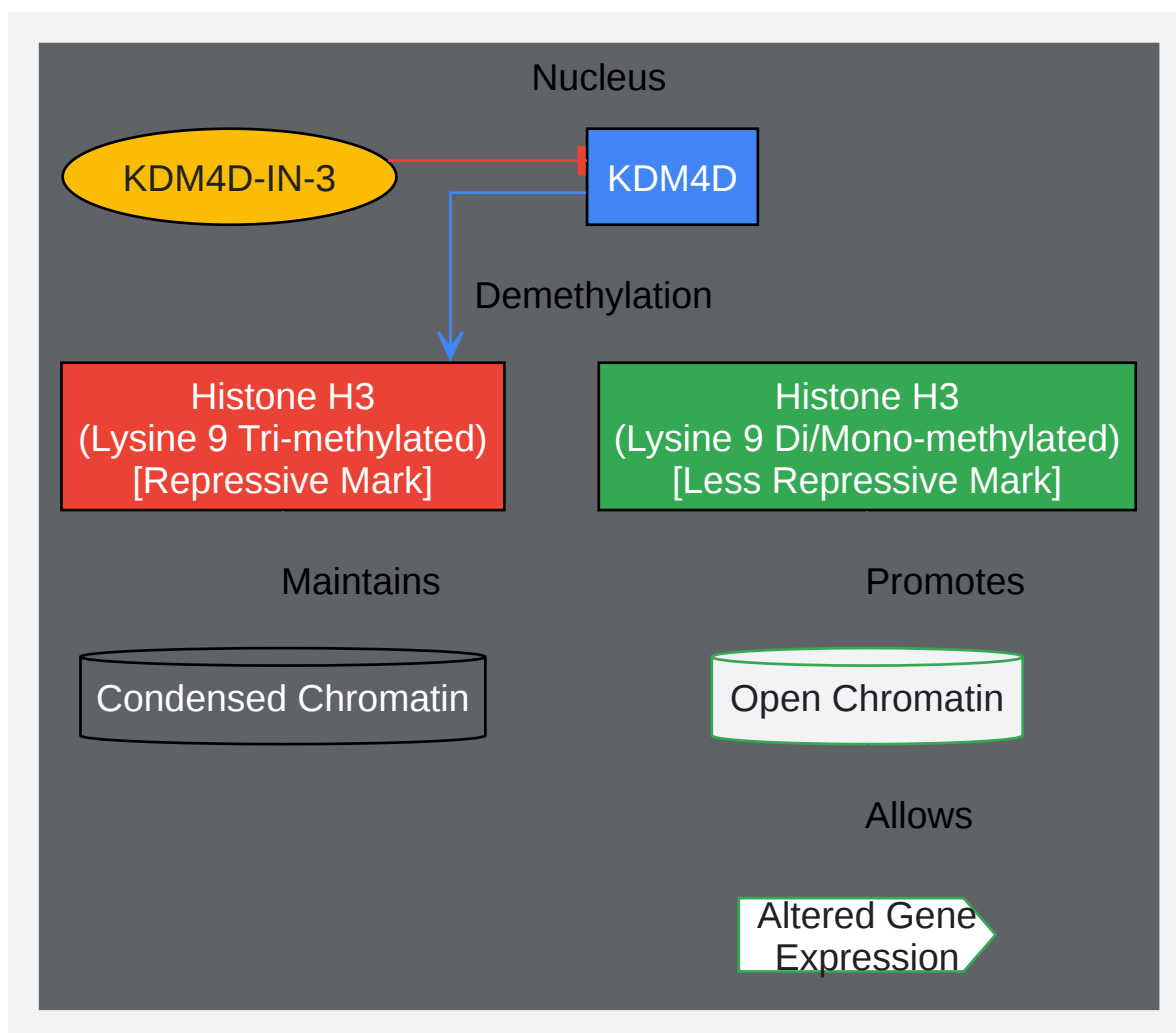 Nucleus
KDM4D-IN-3
KDM4D
Demethylation
Histone H3
(Lysine 9 Tri-methylated)
[Repressive Mark]
Histone H3
(Lysine 9 Di/Mono-methylated)
[Less Repressive Mark]
Maintains
Promotes
Condensed Chromatin
Open Chromatin
Allows
Altered Gene
Expression